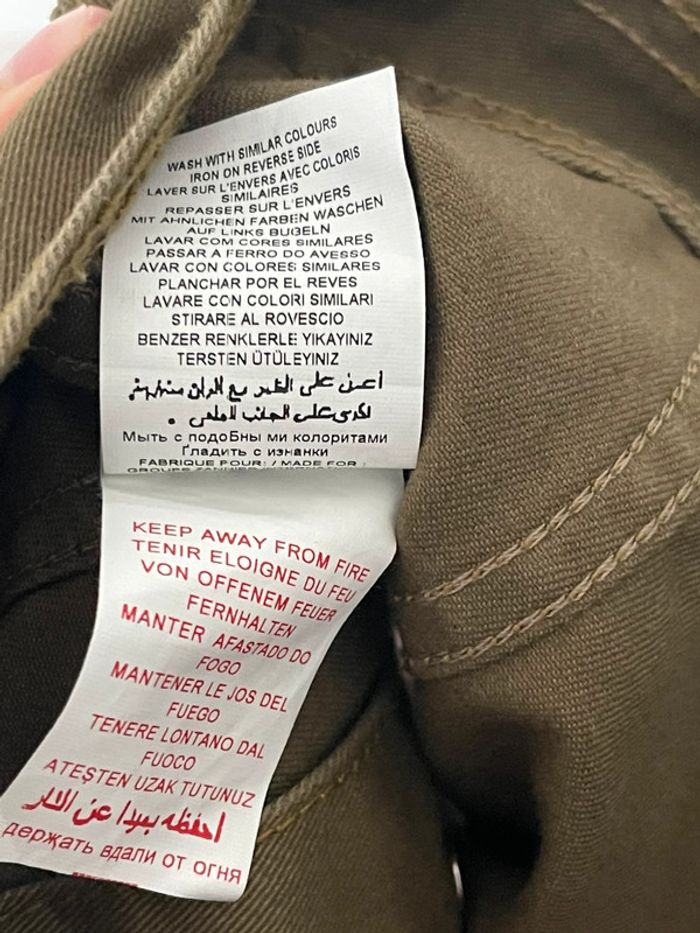 WASH WITH SIMILAR COLOURS
IRON ON REVERSE SIDE
LAVER SUR L'ENVERS AVEC COLORIS
SIMILAIRES
REPASSER SUR L'ENVERS
MIT AHNLICHEN FARBEN WASCHEN
AUF LINKS BUGELN
LAVAR COM CORES SIMILARES
PASSAR A FERRO DO AVESSO
LAVAR CON COLORES SIMILARES
PLANCHAR POR EL REVES
LAVARE CON COLORI SIMILARI
STIRARE AL ROVESCIO
BENZER RENKLERLE YIKAYINIZ
TERSTEN ÜTÜLEYINIZ
على مع
على الجانب
Мыть с подоБны ми колоритами
Гладить с изнанки
FABRIQUE POUR: / MADE FOR
GROUPE
KEEP AWAY FROM FIRE
TENIR ELOIGNE DU FEU
VON OFFENEM FEUER
FERNHALTEN
MANTER AFASTADO DO
FOGO
MANTENER LE JOS DEL
FUEGO
TENERE LONTANO DAL
FUOCO
ATEŞTEN UZAK TUTUNUZ
احفظه بعيدا عن النار
держать вдали от огня